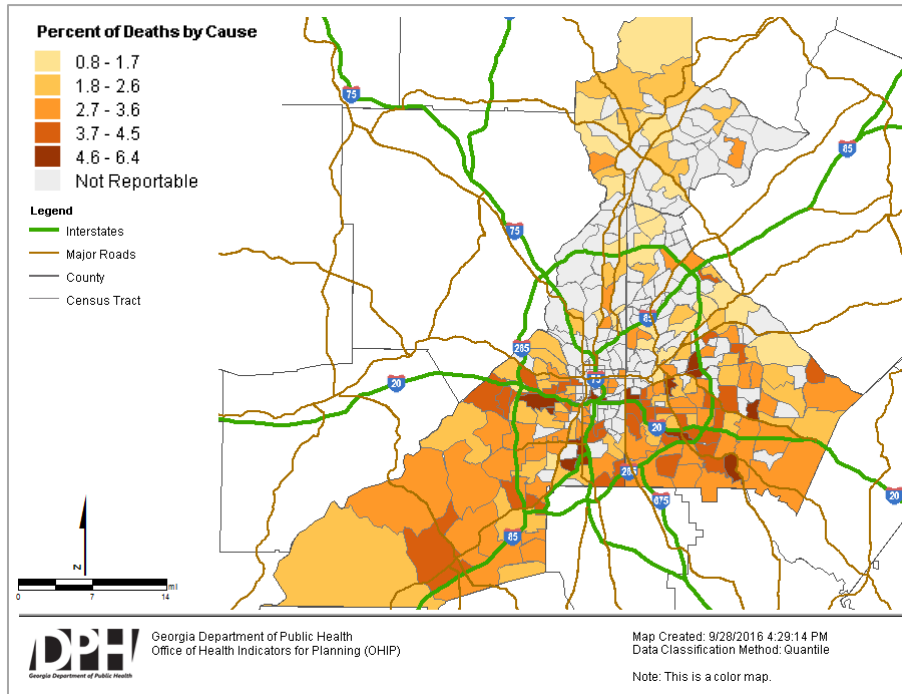 Percent of Deaths by Cause
0.8 - 1.7
1.8 - 2.6
2.7 - 3.6
3.7 - 4.5
4.6 - 6.4
Not Reportable
Legend
Interstates
Major Roads
County
Census Tract
75
85
75
85
285
75
20
20
285
675
20
85
N
0 7 14 mi
DPH
Georgia Department of Public Health
Georgia Department of Public Health
Office of Health Indicators for Planning (OHIP)
Map Created: 9/28/2016 4:29:14 PM
Data Classification Method: Quantile
Note: This is a color map.